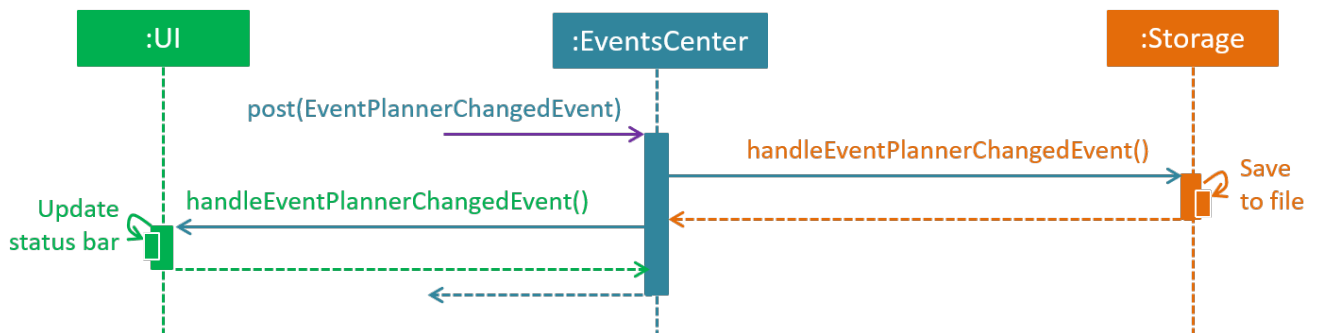 :UI
:EventsCenter
:Storage
post(EventPlannerChangedEvent)
handleEventPlannerChangedEvent()
Save
to file
handleEventPlannerChangedEvent()
Update
status bar